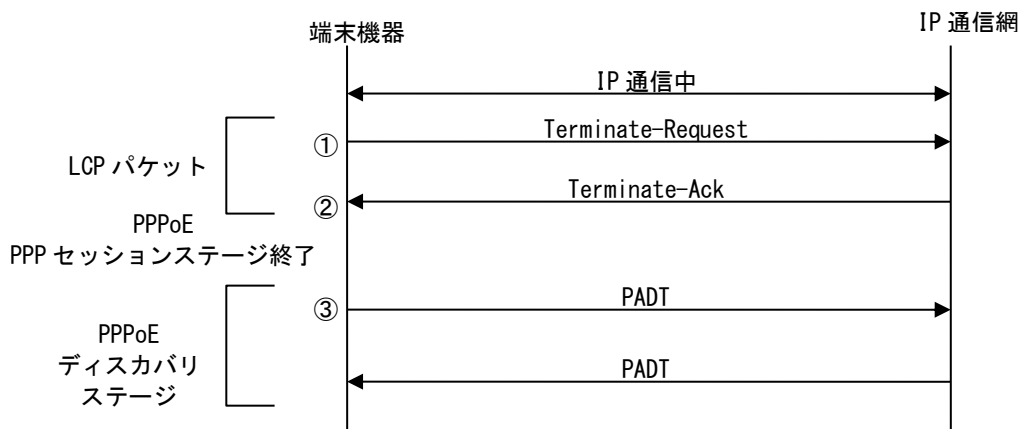 端末機器
IP 通信網
IP 通信中
Terminate-Request
①
LCP パケット
Terminate-Ack
②
PPPoE
PPP セッションステージ終了
PADT
③
PPPoE
ディスカバリ
ステージ
PADT